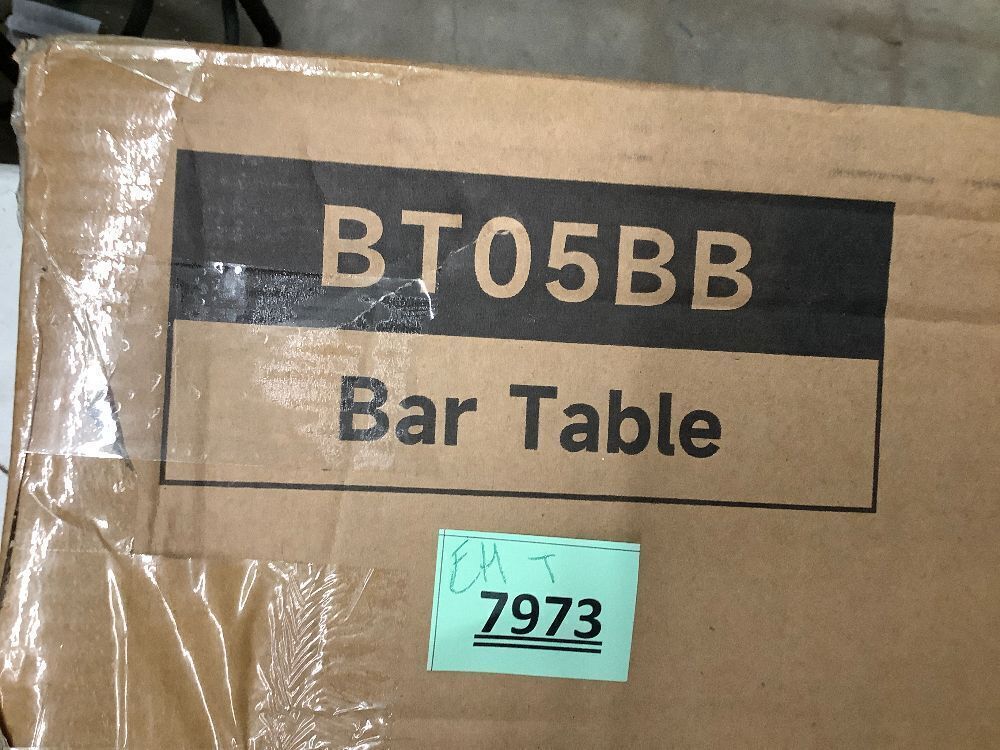 BT05BB
Bar Table
EH T
7973